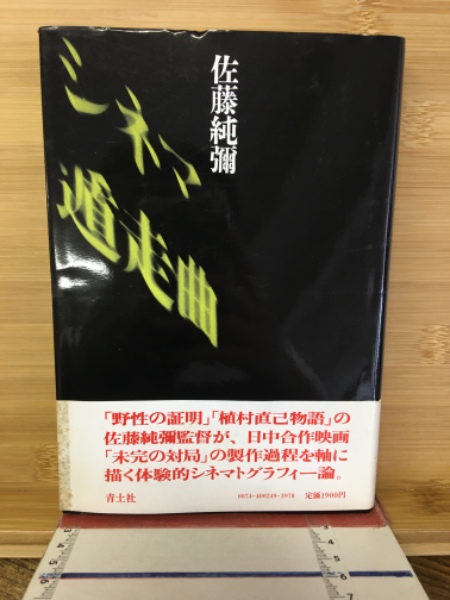 佐藤純彌
シネマ
遁走曲
「野性の証明」「植村直己物語」の
佐藤純彌監督が、日中合作映画
「未完の対局」の製作過程を軸に
描く体験的シネマトグラフィー論。
青土社
0074-400249-3978 定価1900円